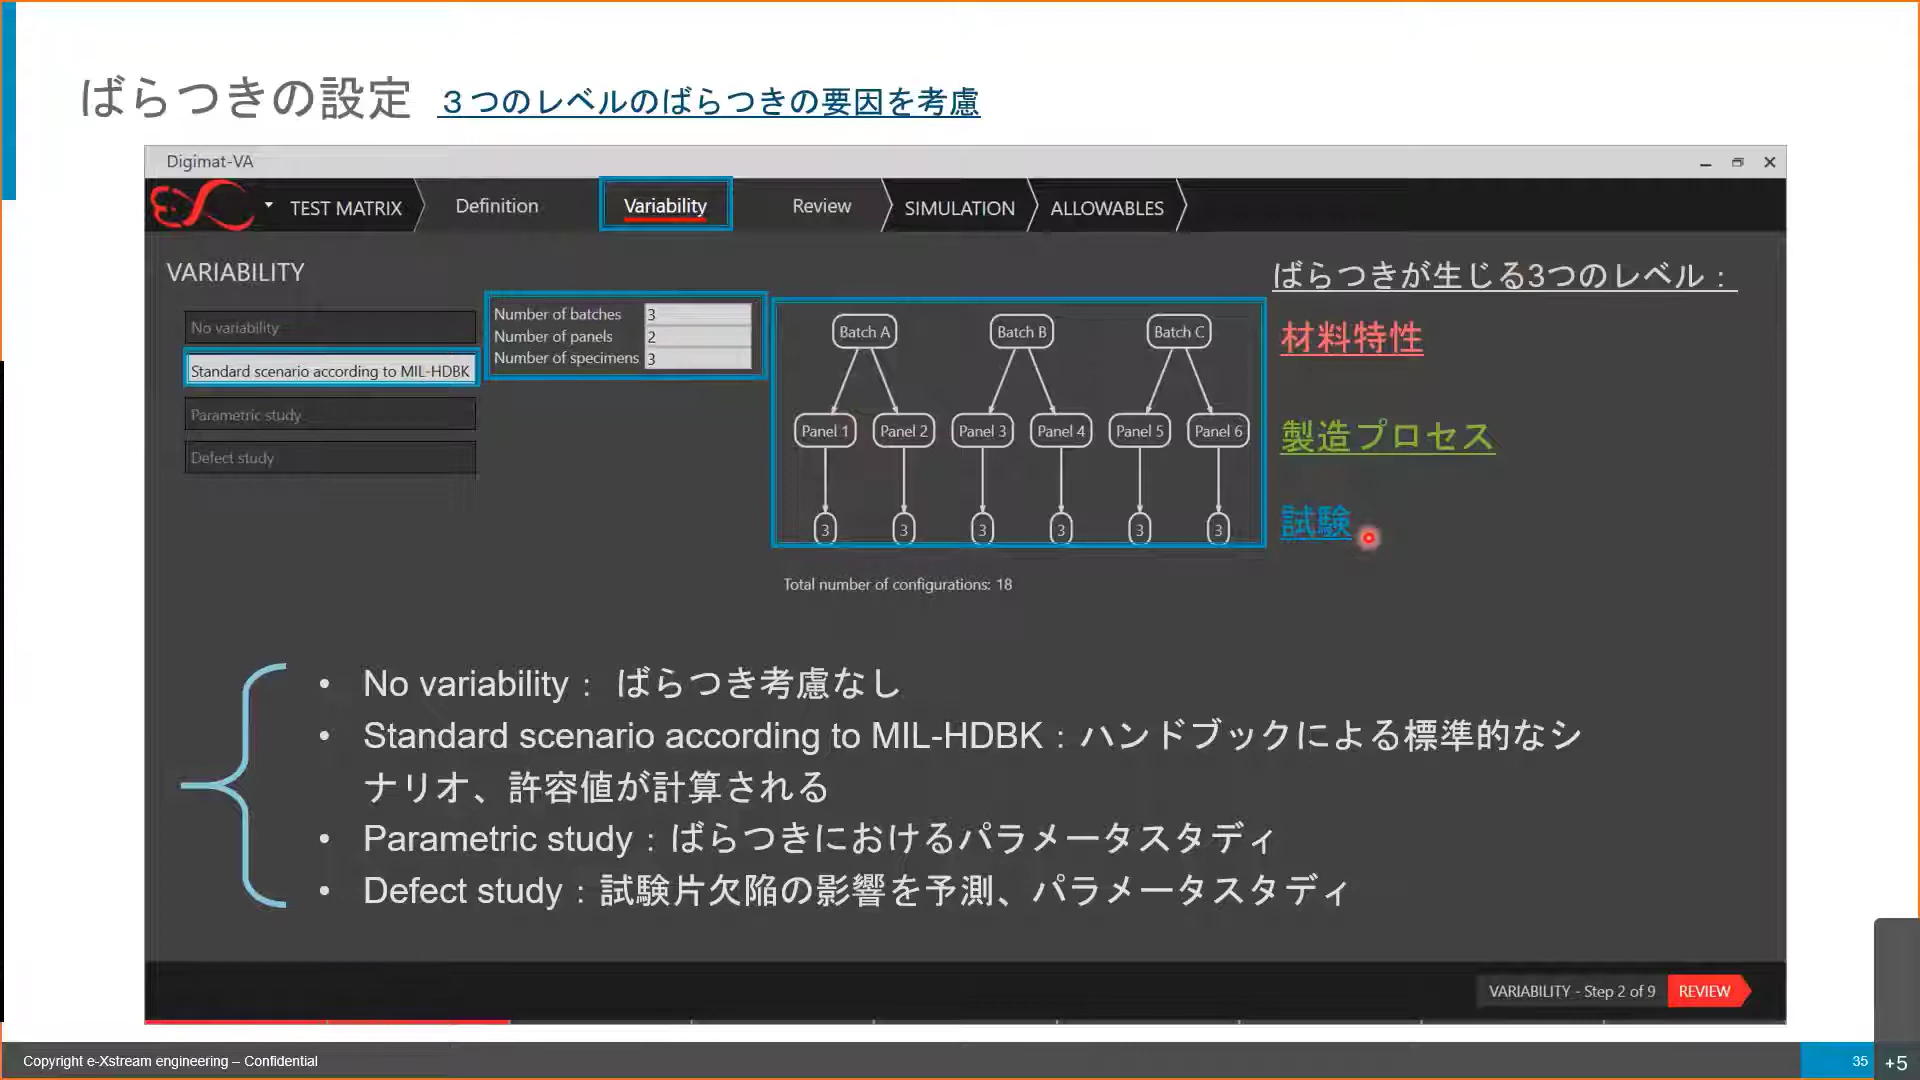 ばらつきの設定 3つのレベルのばらつきの要因を考慮
Digimat-VA
TEST MATRIX Definition Variability Review SIMULATION ALLOWABLES
VARIABILITY
No variability
Standard scenario according to MIL-HDBK
Parametric study
Defect study
Number of batches 3
Number of panels 2
Number of specimens 3
Batch A Batch B Batch C
Panel 1 Panel 2 Panel 3 Panel 4 Panel 5 Panel 6
3 3 3 3 3 3
Total number of configurations: 18
ばらつきが生じる3つのレベル：
材料特性
製造プロセス
試験
• No variability： ばらつき考慮なし
• Standard scenario according to MIL-HDBK：ハンドブックによる標準的なシ
ナリオ、許容値が計算される
• Parametric study：ばらつきにおけるパラメータスタディ
• Defect study：試験片欠陥の影響を予測、パラメータスタディ
VARIABILITY - Step 2 of 9 REVIEW
Copyright e-Xstream engineering – Confidential
35
+5